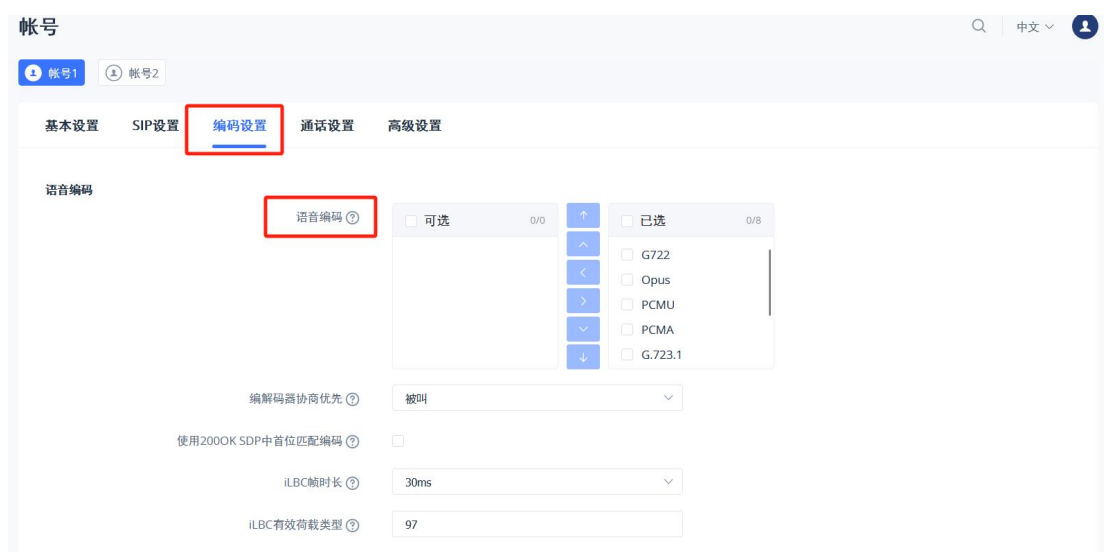 帐号
中文
帐号1 帐号2
基本设置 SIP设置 编码设置 通话设置 高级设置
语音编码
语音编码 可选 0/0 已选 0/8
G722
Opus
PCMU
PCMA
G.723.1
编解码器协商优先 被叫
使用200OK SDP中首位匹配编码
iLBC帧时长 30ms
iLBC有效荷载类型 97